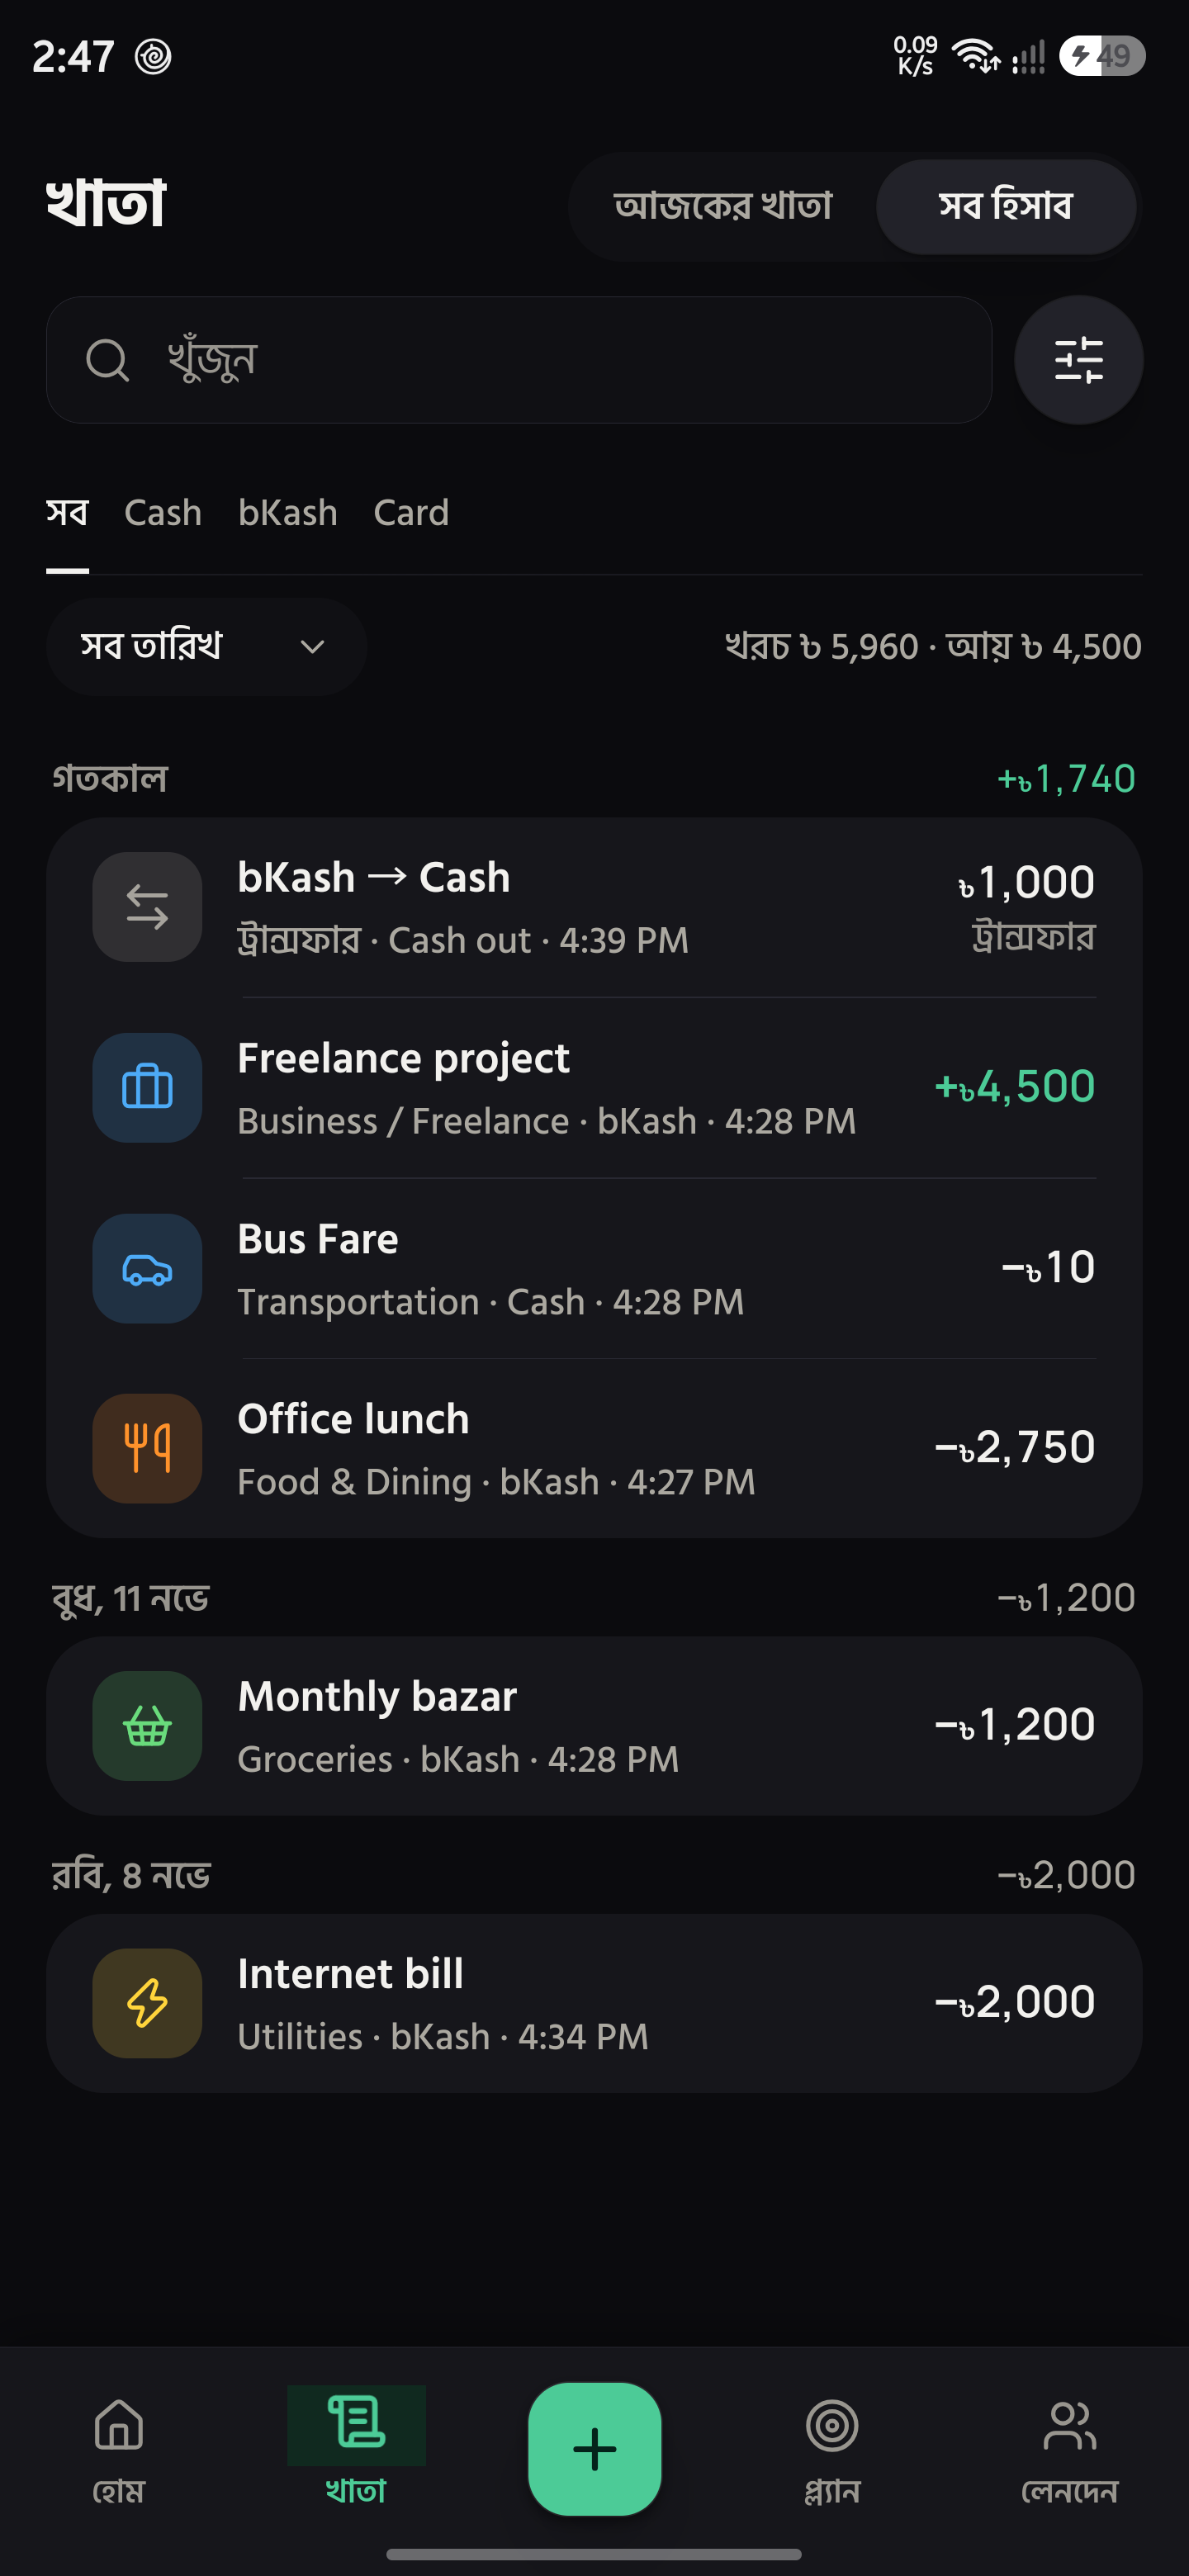 2:47
0.09 K/s
49
খাতা
আজকের খাতা
সব হিসাব
খুঁজুন
সব Cash bKash Card
সব তারিখ
খরচ ৳ 5,960 · আয় ৳ 4,500
গতকাল
+৳1,740
bKash → Cash
৳1,000
ট্রান্সফার · Cash out · 4:39 PM
ট্রান্সফার
Freelance project
+৳4,500
Business / Freelance · bKash · 4:28 PM
Bus Fare
−৳10
Transportation · Cash · 4:28 PM
Office lunch
−৳2,750
Food & Dining · bKash · 4:27 PM
বুধ, 11 নভে
−৳1,200
Monthly bazar
−৳1,200
Groceries · bKash · 4:28 PM
রবি, 8 নভে
−৳2,000
Internet bill
−৳2,000
Utilities · bKash · 4:34 PM
হোম
খাতা
প্ল্যান
লেনদেন